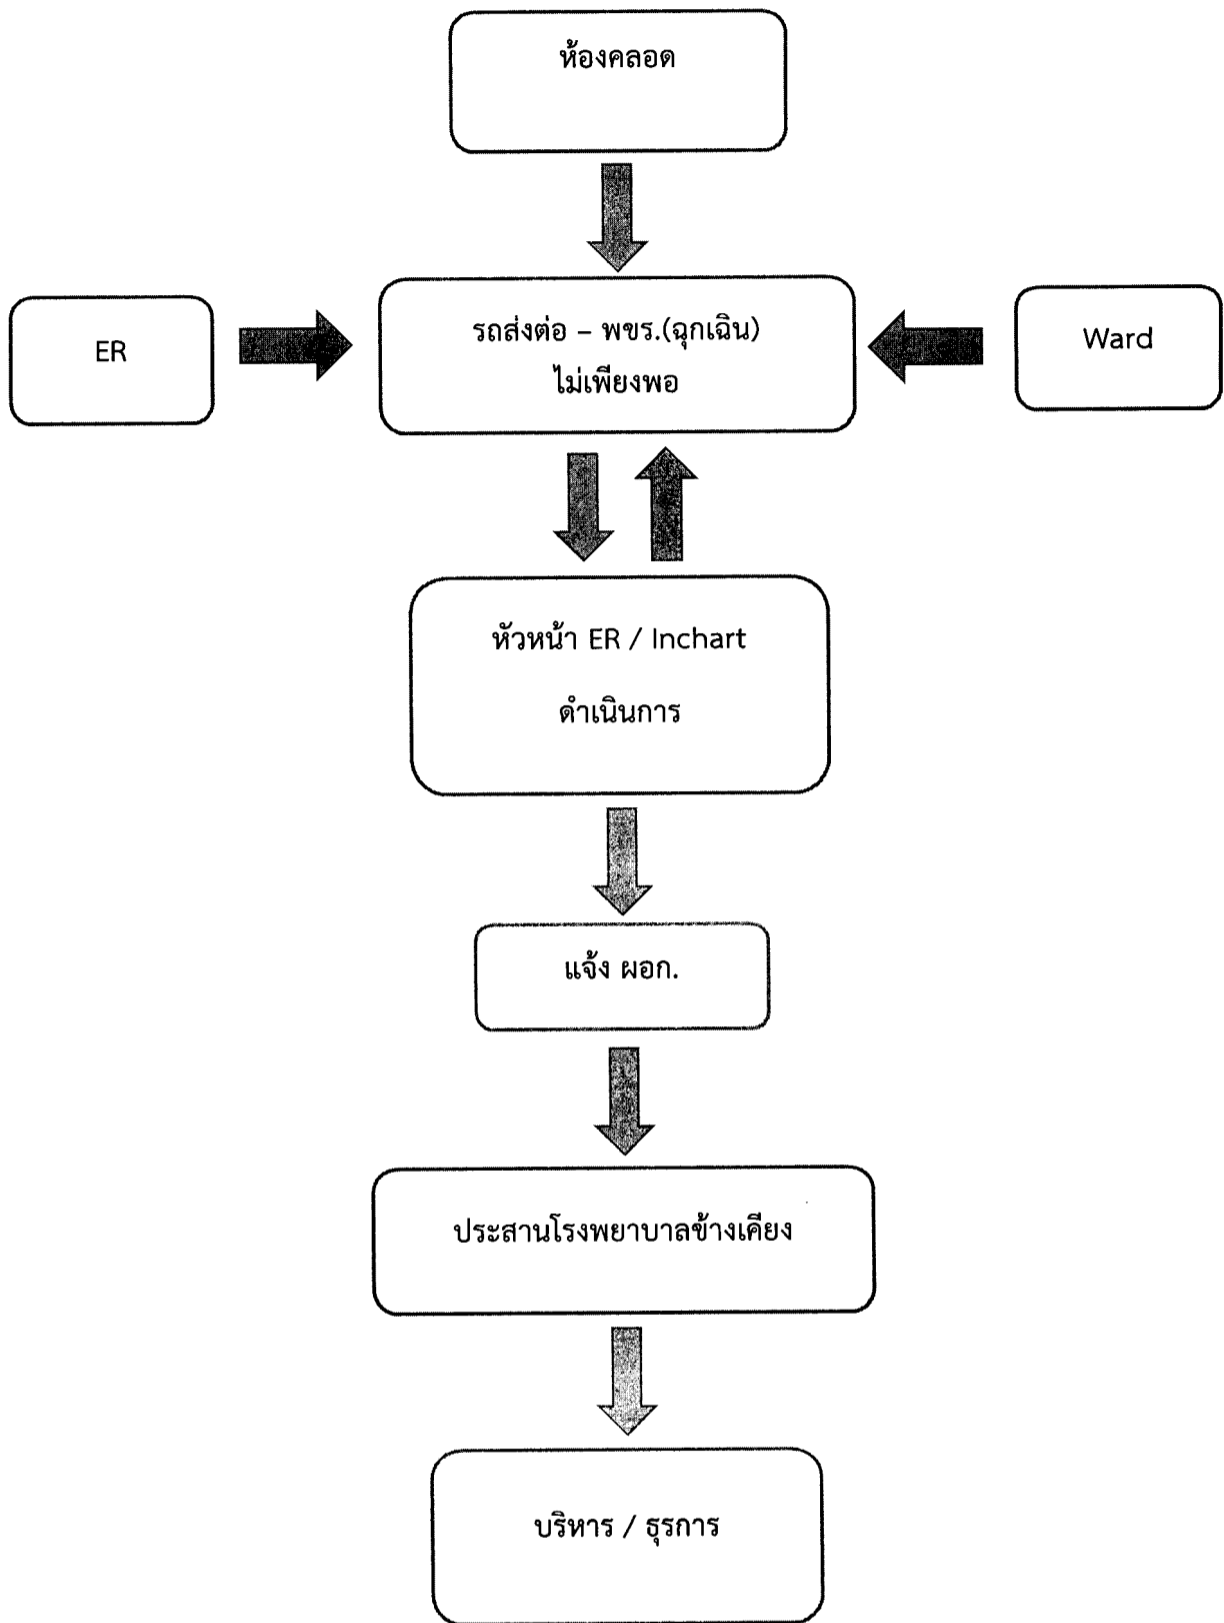 ห้องคลอด
ER
รถส่งต่อ – พขร.(ฉุกเฉิน)
ไม่เพียงพอ
Ward
หัวหน้า ER / Inchart
ดำเนินการ
แจ้ง ผอก.
ประสานโรงพยาบาลข้างเคียง
บริหาร / ธุรการ